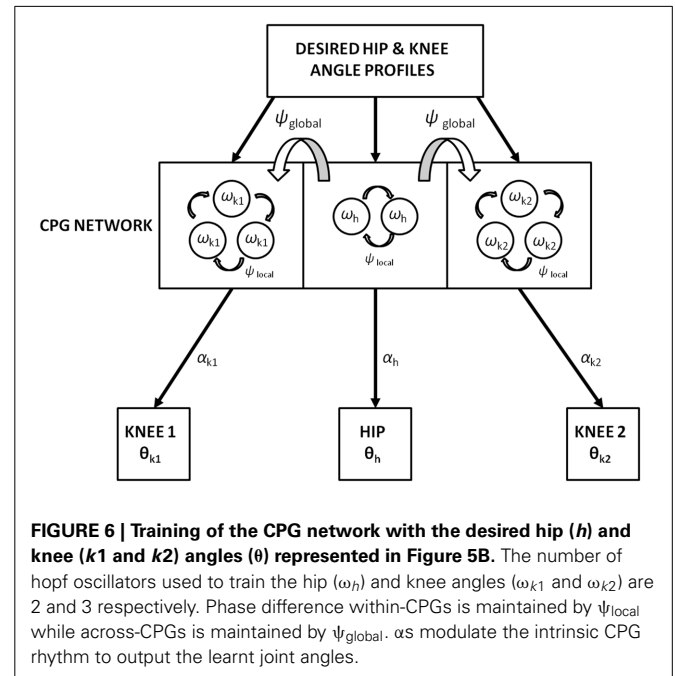 DESIRED HIP & KNEE
ANGLE PROFILES
ψglobal
ψ global
CPG NETWORK
ωk1
ωk1
ωk1
ψ local
ωh
ωh
ψ local
ωk2
ωk2
ωk2
ψ local
αk1
αh
αk2
KNEE 1
θk1
HIP
θh
KNEE 2
θk2
FIGURE 6 | Training of the CPG network with the desired hip (h) and
knee (k1 and k2) angles (θ) represented in Figure 5B. The number of
hopf oscillators used to train the hip (ωh) and knee angles (ωk1 and ωk2) are
2 and 3 respectively. Phase difference within-CPGs is maintained by ψlocal
while across-CPGs is maintained by ψglobal. αs modulate the intrinsic CPG
rhythm to output the learnt joint angles.